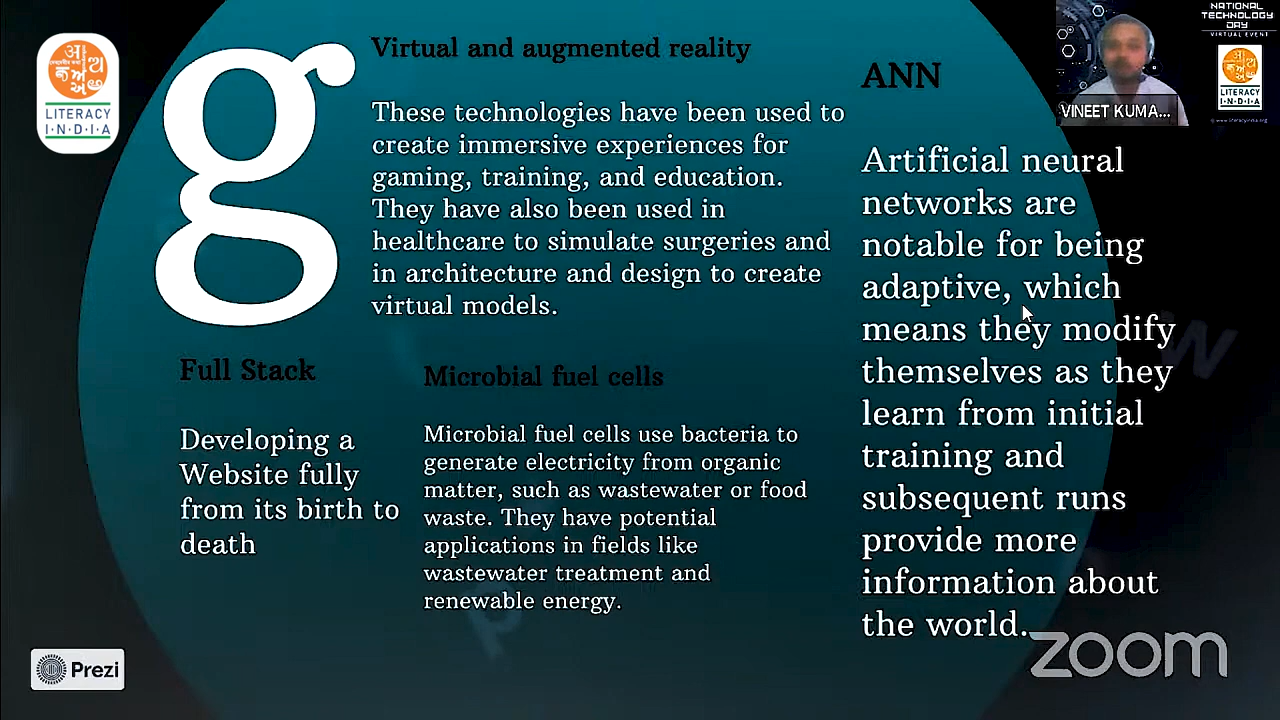 g
Virtual and augmented reality
These technologies have been used to
create immersive experiences for
gaming, training, and education.
They have also been used in
healthcare to simulate surgeries and
in architecture and design to create
virtual models.
Full Stack
Developing a
Website fully
from its birth to
death
Microbial fuel cells
Microbial fuel cells use bacteria to
generate electricity from organic
matter, such as wastewater or food
waste. They have potential
applications in fields like
wastewater treatment and
renewable energy.
ANN
Artificial neural
networks are
notable for being
adaptive, which
means they modify
themselves as they
learn from initial
training and
subsequent runs
provide more
information about
the world.
LITERACY
I·N·D·I·A
NATIONAL
TECHNOLOGY
DAY
VIRTUAL EVENT
LITERACY
I·N·D·I·A
VINEET KUMA...
w
p
Prezi
zoom